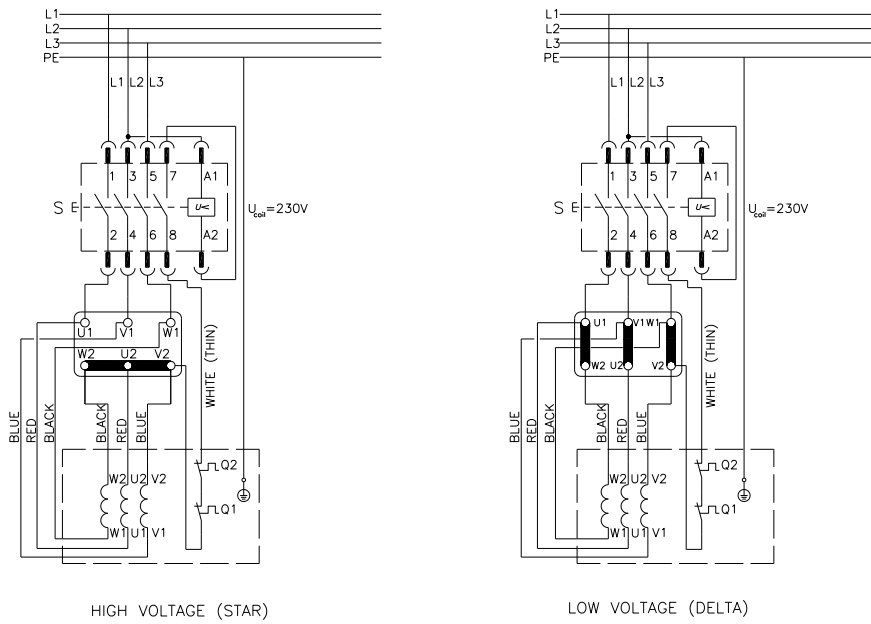 L1
L2
L3
PE
L1 L2 L3
1 3 5 7 A1
S E U<
U coil =230V
2 4 6 8 A2
U1 V1 W1
W2 U2 V2
WHITE (THIN)
BLUE
RED
BLACK
BLACK
RED
BLUE
W2 U2 V2
Q2
Q1
W1 U1 V1
HIGH VOLTAGE (STAR)
L1
L2
L3
PE
L1 L2 L3
1 3 5 7 A1
S E U<
U coil =230V
2 4 6 8 A2
U1 V1 W1
W2 U2 V2
WHITE (THIN)
BLUE
RED
BLACK
BLACK
RED
BLUE
W2 U2 V2
Q2
Q1
W1 U1 V1
LOW VOLTAGE (DELTA)